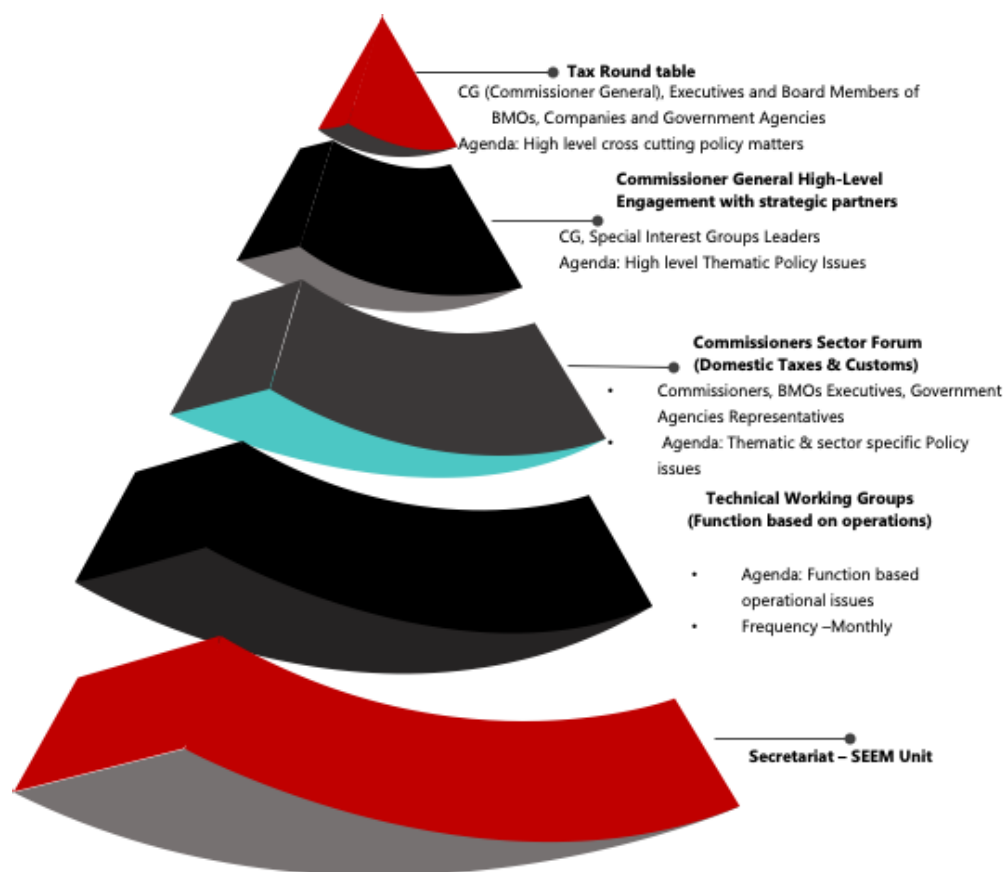 Tax Round table
CG (Commissioner General), Executives and Board Members of
BMOs, Companies and Government Agencies
Agenda: High level cross cutting policy matters
Commissioner General High-Level
Engagement with strategic partners
CG, Special Interest Groups Leaders
Agenda: High level Thematic Policy Issues
Commissioners Sector Forum
(Domestic Taxes & Customs)
• Commissioners, BMOs Executives, Government
Agencies Representatives
• Agenda: Thematic & sector specific Policy
issues
Technical Working Groups
(Function based on operations)
• Agenda: Function based
operational issues
• Frequency –Monthly
Secretariat – SEEM Unit